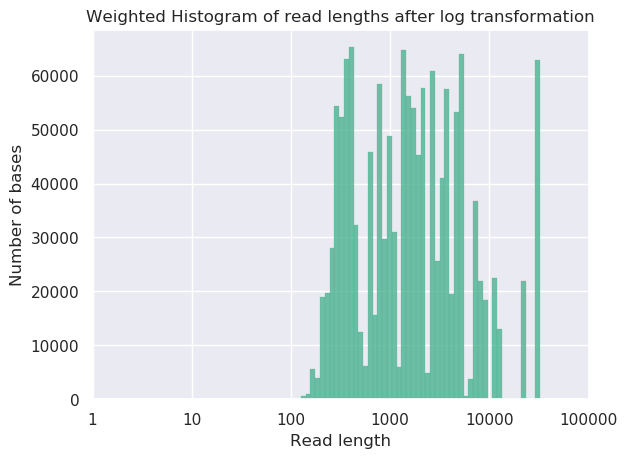 Weighted Histogram of read lengths after log transformation
Number of bases
60000
50000
40000
30000
20000
10000
0
1 10 100 1000 10000 100000
Read length